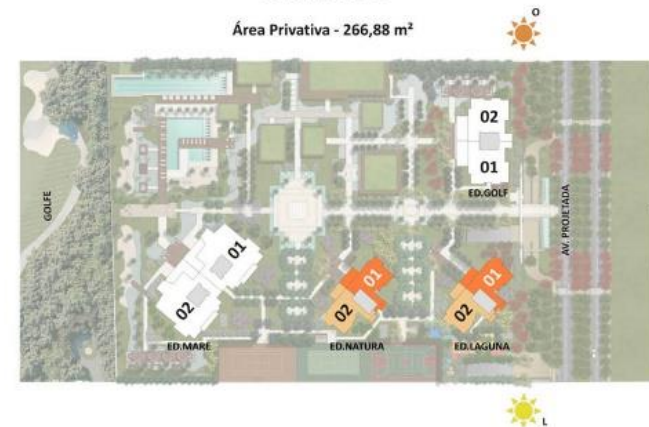 O
Área Privativa - 266,88 m²
02
01
ED.GOLF
GOLFE
AV. PROJETADA
01
02
ED.MARE
01
02
ED.NATURA
01
02
ED.LAGUNA
L